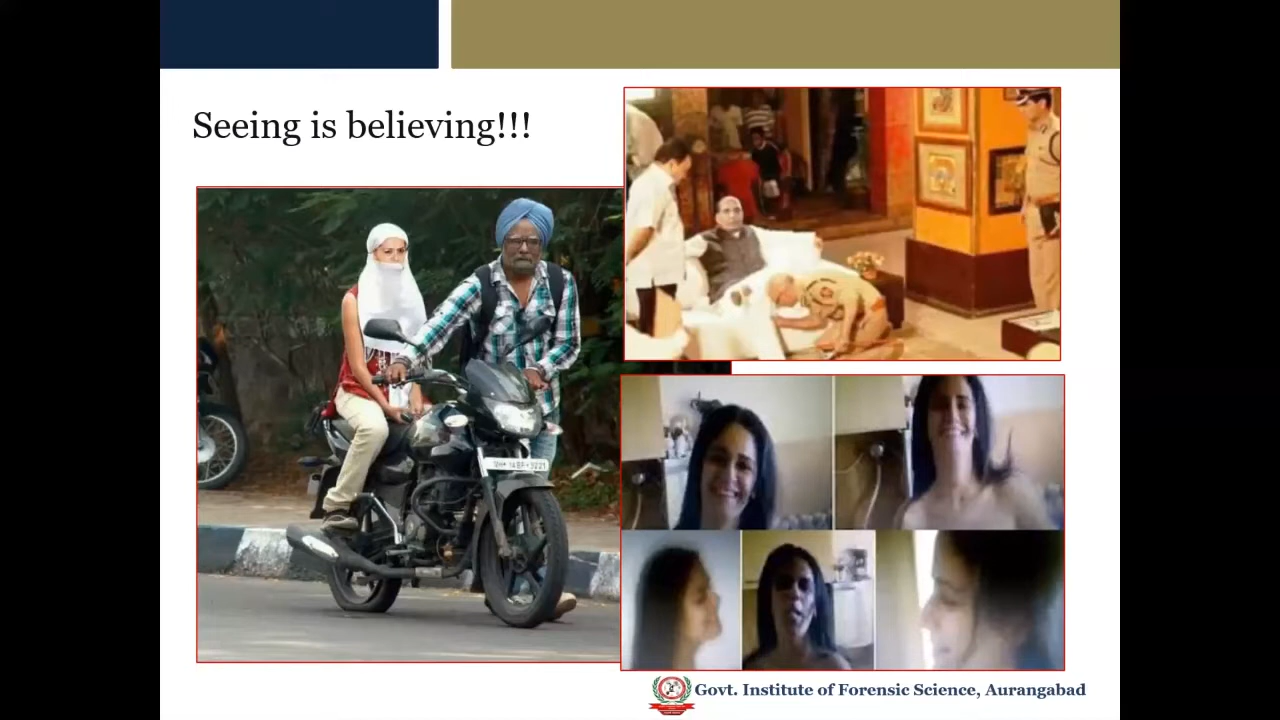 Seeing is believing!!!
Govt. Institute of Forensic Science, Aurangabad